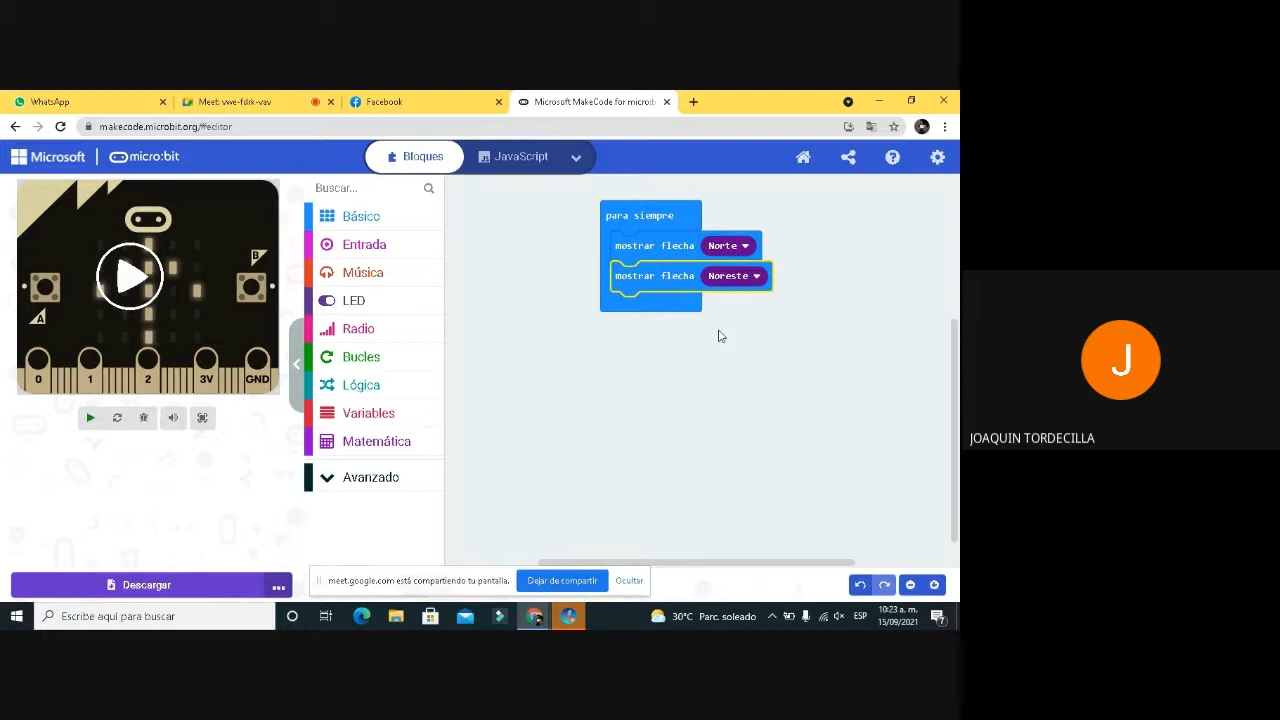 WhatsApp
Meet: vwe-fdrk-vav
Facebook
Microsoft MakeCode for micro:b
makecode.microbit.org/#editor
Microsoft
micro:bit
Bloques
JavaScript
Buscar...
Básico
Entrada
Música
LED
Radio
Bucles
Lógica
Variables
Matemática
Avanzado
para siempre
mostrar flecha Norte
mostrar flecha Noreste
B
A
0 1 2 3V GND
Descargar
...
meet.google.com está compartiendo tu pantalla.
Dejar de compartir
Ocultar
Escribe aquí para buscar
30°C Parc. soleado
ESP
10:23 a. m.
15/09/2021
7
J
JOAQUIN TORDECILLA